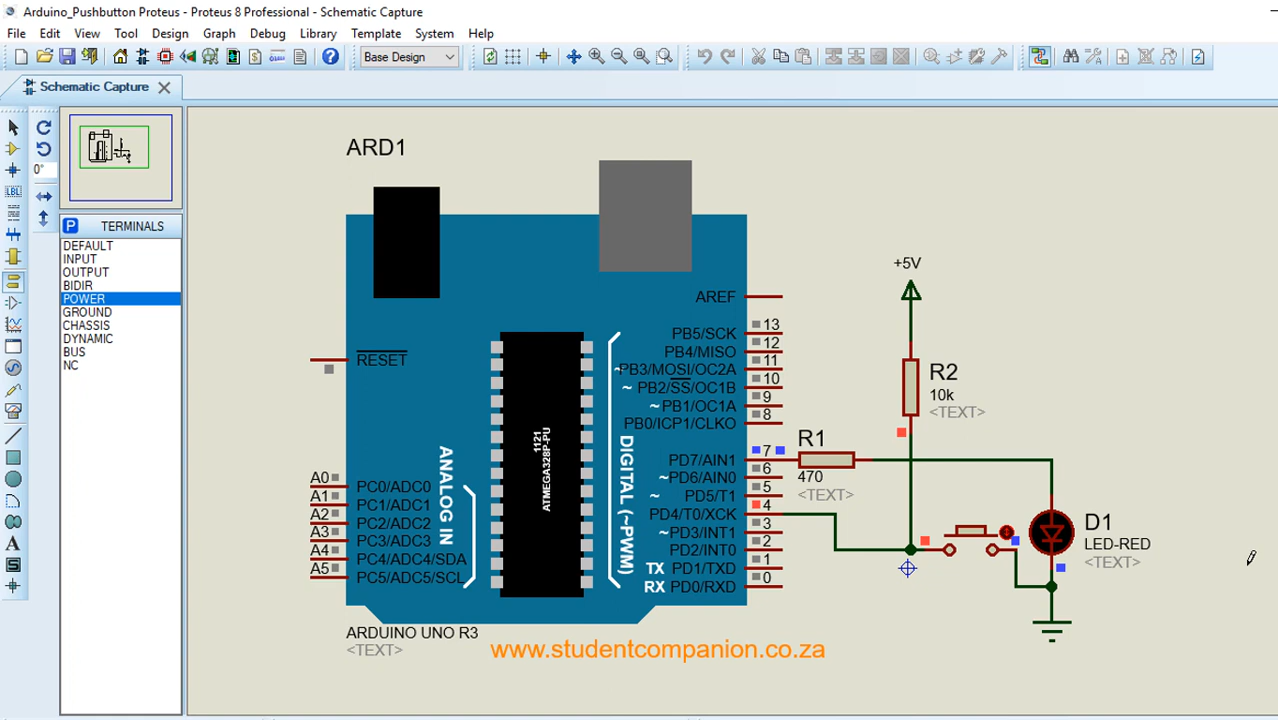 Arduino_Pushbutton Proteus - Proteus 8 Professional - Schematic Capture
File Edit View Tool Design Graph Debug Library Template System Help
Base Design
Schematic Capture
0°
LBL
P TERMINALS
DEFAULT
INPUT
OUTPUT
BIDIR
POWER
GROUND
CHASSIS
DYNAMIC
BUS
NC
ARD1
RESET
A0 PC0/ADC0
A1 PC1/ADC1
A2 PC2/ADC2
A3 PC3/ADC3
A4 PC4/ADC4/SDA
A5 PC5/ADC5/SCL
ANALOG IN
1121
ATMEGA328P-PU
DIGITAL (~PWM)
AREF
PB5/SCK 13
PB4/MISO 12
~PB3/MOSI/OC2A 11
~ PB2/SS/OC1B 10
~ PB1/OC1A 9
PB0/ICP1/CLKO 8
PD7/AIN1 7
~PD6/AIN0 6
~ PD5/T1 5
PD4/T0/XCK 4
~PD3/INT1 3
PD2/INT0 2
TX PD1/TXD 1
RX PD0/RXD 0
ARDUINO UNO R3
<TEXT>
R1
470
<TEXT>
+5V
R2
10k
<TEXT>
D1
LED-RED
<TEXT>
www.studentcompanion.co.za